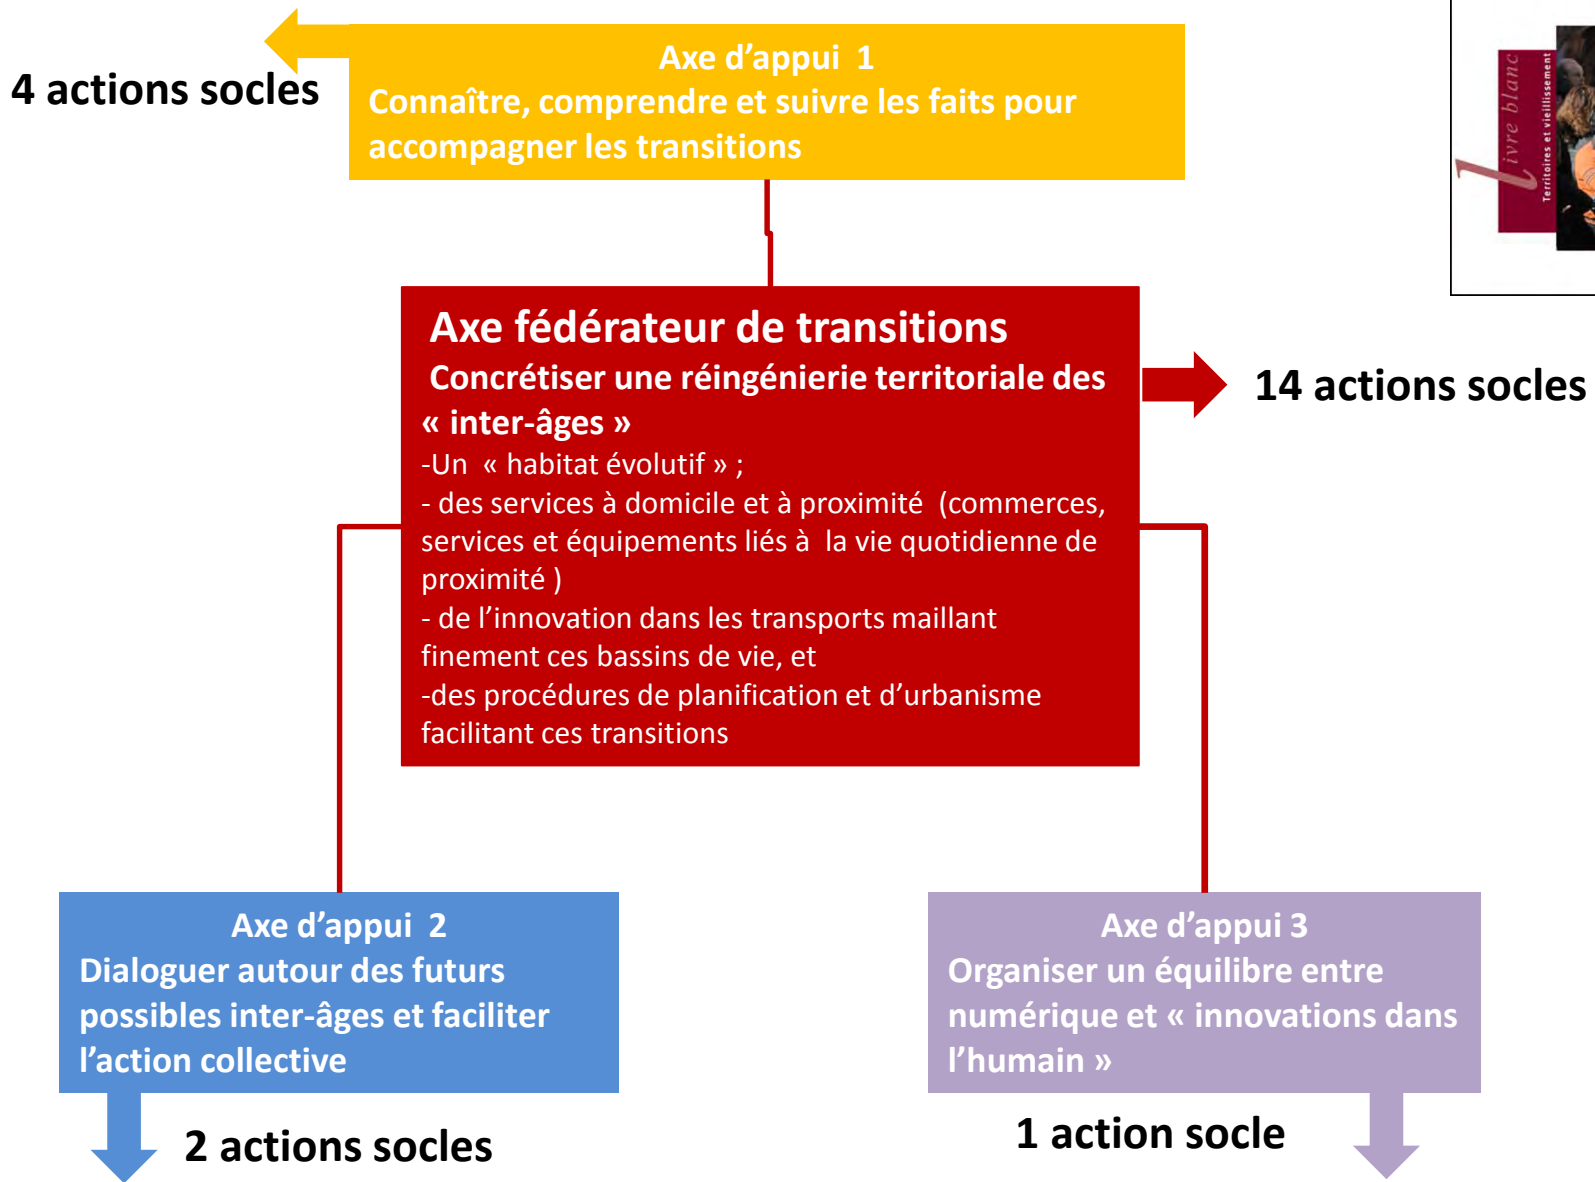 Axe d’appui 1
4 actions socles
Connaître, comprendre et suivre les faits pour
accompagner les transitions
livre blanc
Territoires et vieillissement
Axe fédérateur de transitions
Concrétiser une réingénierie territoriale des
« inter-âges »
-Un « habitat évolutif » ;
- des services à domicile et à proximité (commerces,
services et équipements liés à la vie quotidienne de
proximité )
- de l’innovation dans les transports maillant
finement ces bassins de vie, et
-des procédures de planification et d’urbanisme
facilitant ces transitions
14 actions socles
Axe d’appui 2
Dialoguer autour des futurs
possibles inter-âges et faciliter
l’action collective
2 actions socles
Axe d’appui 3
Organiser un équilibre entre
numérique et « innovations dans
l’humain »
1 action socle